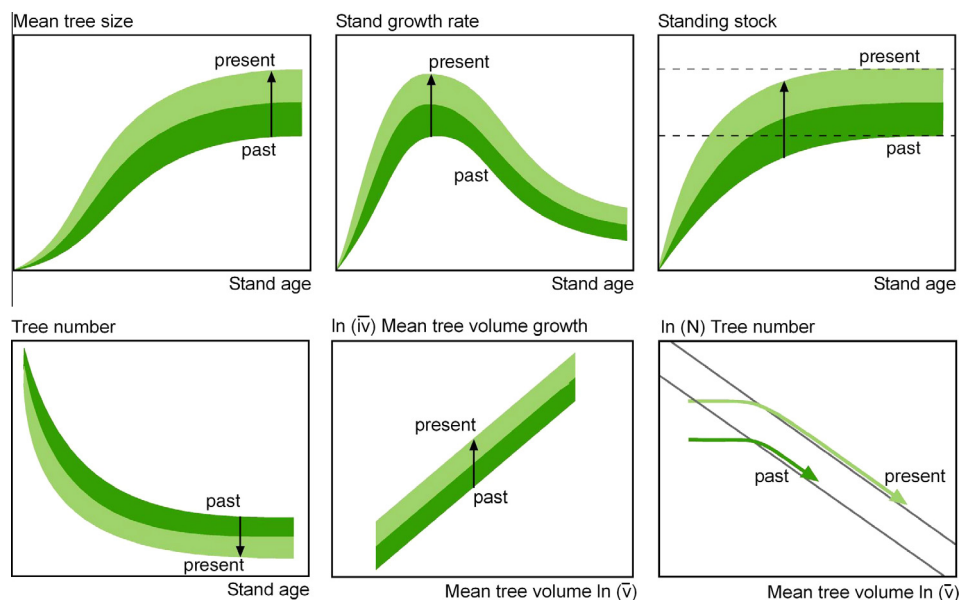 Mean tree size
present
past
Stand age
Stand growth rate
present
past
Stand age
Standing stock
present
past
Stand age
Tree number
past
present
Stand age
ln (i̅v̅) Mean tree volume growth
present
past
Mean tree volume ln (v̅)
ln (N) Tree number
past
present
Mean tree volume ln (v̅)